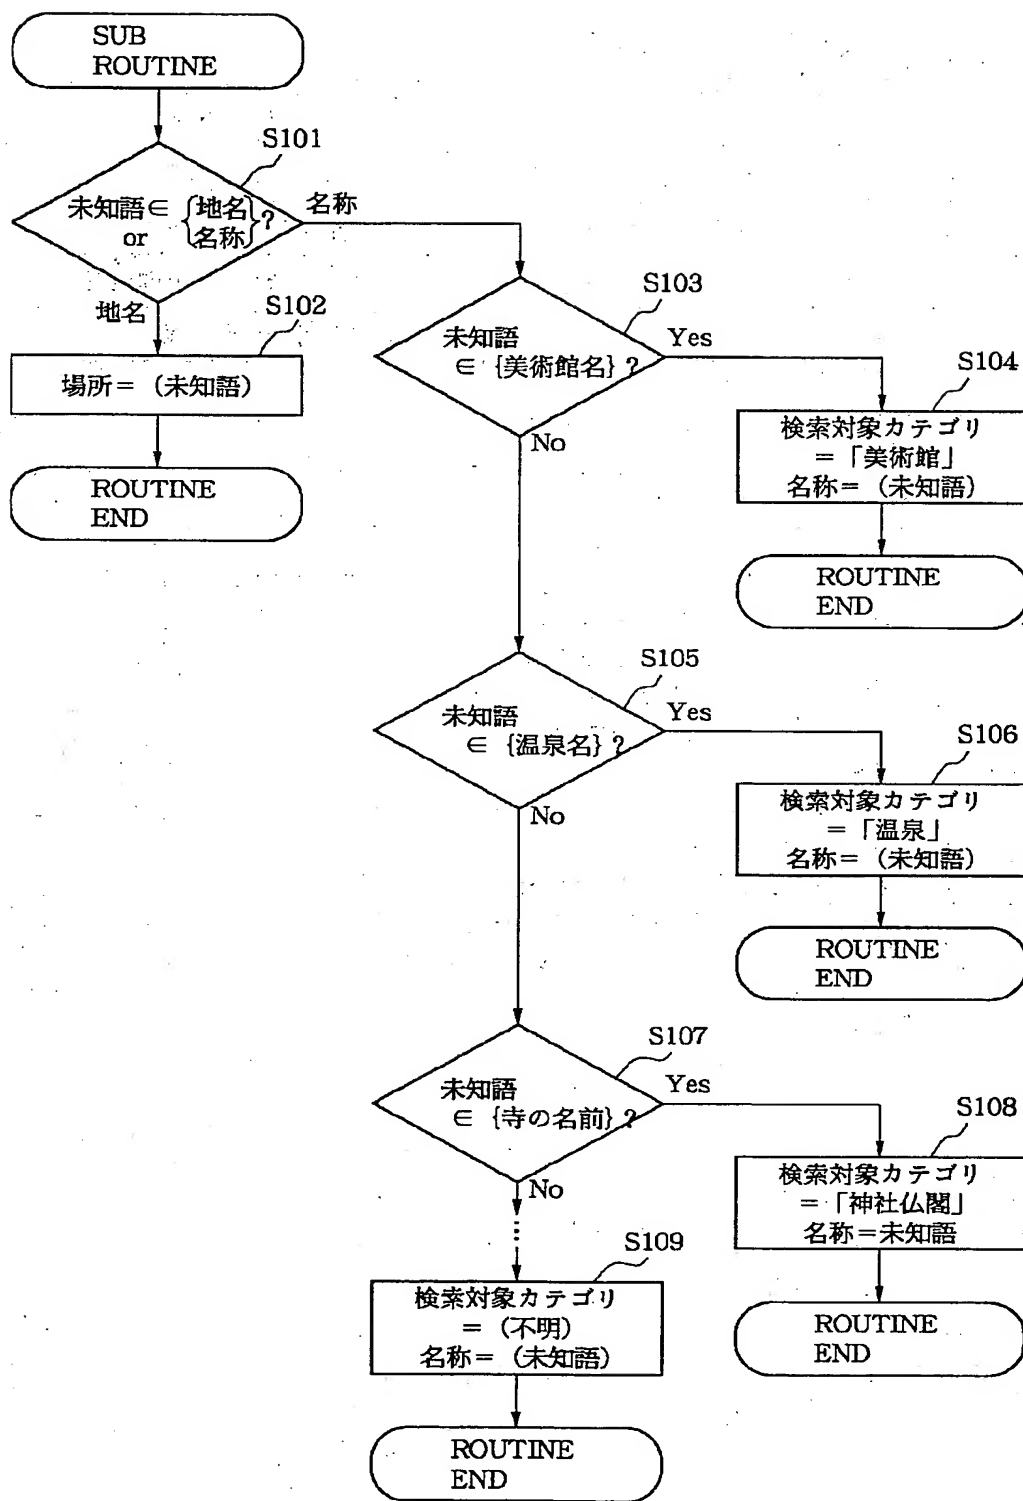 SUB
ROUTINE
S101
未知語∈ {地名
名称}?
or
名称
地名
S102
場所=(未知語)
ROUTINE
END
S103
未知語
∈ {美術館名}?
Yes
No
S104
検索対象カテゴリ
=「美術館」
名称=(未知語)
ROUTINE
END
S105
未知語
∈ {温泉名}?
Yes
No
S106
検索対象カテゴリ
=「温泉」
名称=(未知語)
ROUTINE
END
S107
未知語
∈ {寺の名前}?
Yes
No
S108
検索対象カテゴリ
=「神社仏閣」
名称=未知語
ROUTINE
END
S109
検索対象カテゴリ
=(不明)
名称=(未知語)
ROUTINE
END